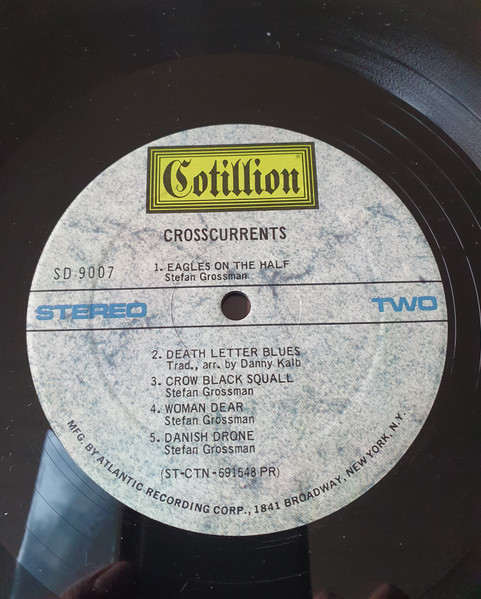 Cotillion
CROSSCURRENTS
SD 9007
1. EAGLES ON THE HALF
Stefan Grossman
STEREO TWO
2. DEATH LETTER BLUES
Trad., arr. by Danny Kalb
3. CROW BLACK SQUALL
Stefan Grossman
4. WOMAN DEAR
Stefan Grossman
5. DANISH DRONE
Stefan Grossman
(ST-CTN-691548 PR)
MFG. BY ATLANTIC RECORDING CORP., 1841 BROADWAY, NEW YORK, N.Y.